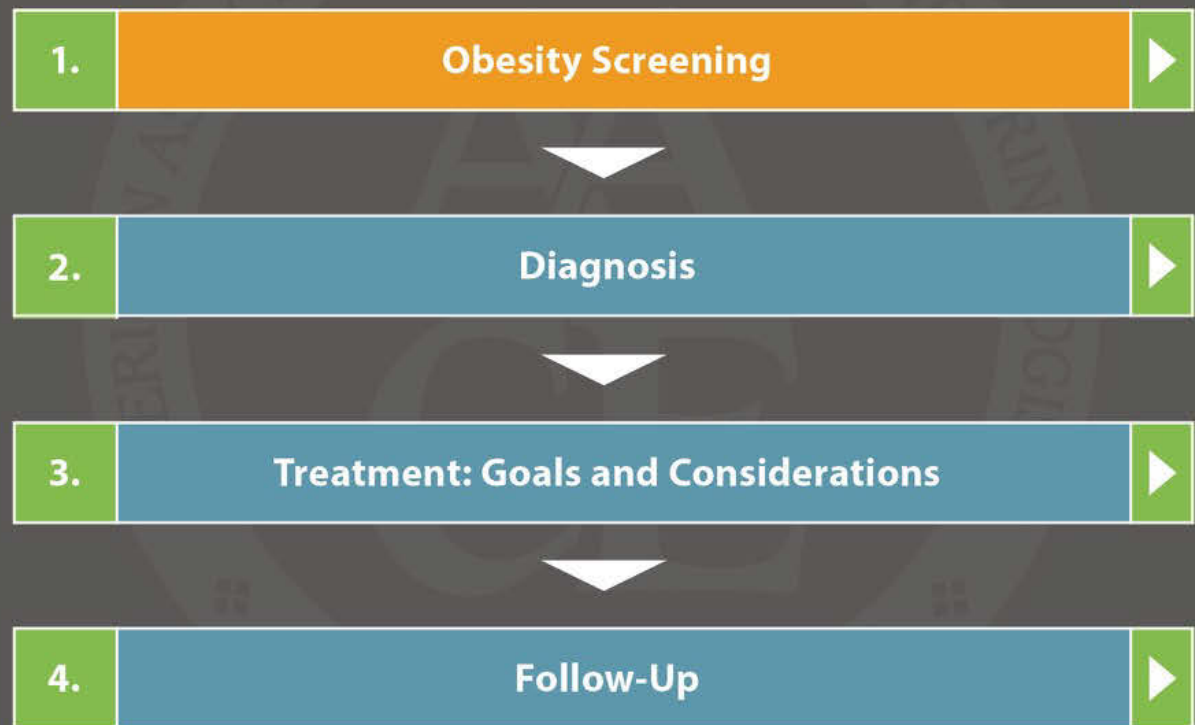 1.
Obesity Screening
2.
Diagnosis
3.
Treatment: Goals and Considerations
4.
Follow-Up